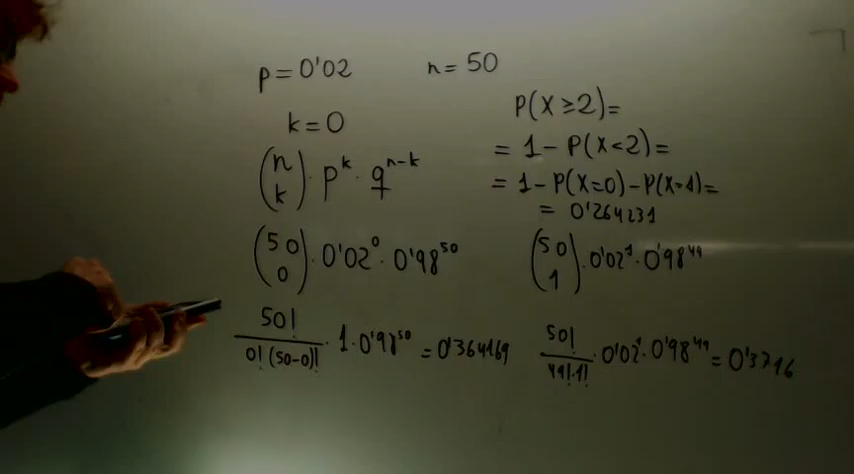 p = 0'02
n = 50
k = 0
(n k) · p^k · q^n-k
(50 0) · 0'02^0 · 0'98^50
50! / 0! (50-0)! · 1 · 0'98^50 = 0'364169
P(X ≥ 2) =
= 1 - P(X < 2) =
= 1 - P(X=0) - P(X=1) =
= 0'264231
(50 1) · 0'02^1 · 0'98^49
50! / 49!·1! · 0'02^1 · 0'98^49 = 0'3716